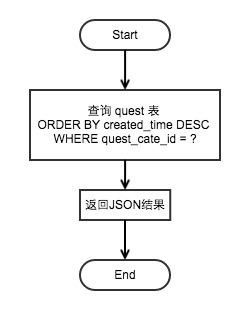 Start
查询 quest 表
ORDER BY created_time DESC
WHERE quest_cate_id = ?
返回JSON结果
End